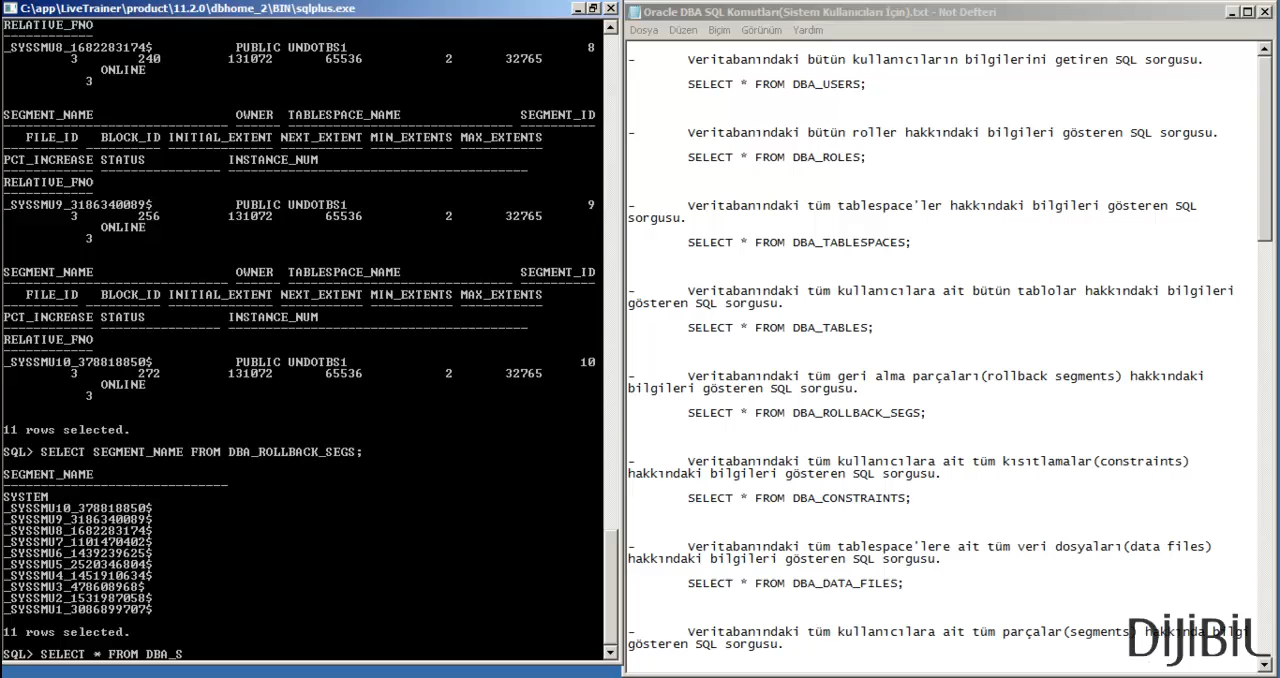 C:\app\LiveTrainer\product\11.2.0\dbhome_2\BIN\sqlplus.exe
RELATIVE_FNO
------------
_SYSSMU8_1682283174$ PUBLIC UNDOTBS1 8
3 240 131072 65536 2 32765
ONLINE
3
SEGMENT_NAME OWNER TABLESPACE_NAME SEGMENT_ID
FILE_ID BLOCK_ID INITIAL_EXTENT NEXT_EXTENT MIN_EXTENTS MAX_EXTENTS
PCT_INCREASE STATUS INSTANCE_NUM
RELATIVE_FNO
_SYSSMU9_3186340089$ PUBLIC UNDOTBS1 9
3 256 131072 65536 2 32765
ONLINE
3
SEGMENT_NAME OWNER TABLESPACE_NAME SEGMENT_ID
FILE_ID BLOCK_ID INITIAL_EXTENT NEXT_EXTENT MIN_EXTENTS MAX_EXTENTS
PCT_INCREASE STATUS INSTANCE_NUM
RELATIVE_FNO
_SYSSMU10_378818850$ PUBLIC UNDOTBS1 10
3 272 131072 65536 2 32765
ONLINE
3
11 rows selected.
SQL> SELECT SEGMENT_NAME FROM DBA_ROLLBACK_SEGS;
SEGMENT_NAME
SYSTEM
_SYSSMU10_378818850$
_SYSSMU9_3186340089$
_SYSSMU8_1682283174$
_SYSSMU7_1101470402$
_SYSSMU6_1439239625$
_SYSSMU5_2520346804$
_SYSSMU4_1451910634$
_SYSSMU3_478608968$
_SYSSMU2_1531987058$
_SYSSMU1_3086899707$
11 rows selected.
SQL> SELECT * FROM DBA_S
Oracle DBA SQL Komutları(Sistem Kullanıcıları İçin).txt - Not Defteri
Dosya Düzen Biçim Görünüm Yardım
- Veritabanındaki bütün kullanıcıların bilgilerini getiren SQL sorgusu.
SELECT * FROM DBA_USERS;
- Veritabanındaki bütün roller hakkındaki bilgileri gösteren SQL sorgusu.
SELECT * FROM DBA_ROLES;
- Veritabanındaki tüm tablespace'ler hakkındaki bilgileri gösteren SQL
sorgusu.
SELECT * FROM DBA_TABLESPACES;
- Veritabanındaki tüm kullanıcılara ait bütün tablolar hakkındaki bilgileri
gösteren SQL sorgusu.
SELECT * FROM DBA_TABLES;
- Veritabanındaki tüm geri alma parçaları(rollback segments) hakkındaki
bilgileri gösteren SQL sorgusu.
SELECT * FROM DBA_ROLLBACK_SEGS;
- Veritabanındaki tüm kullanıcılara ait tüm kısıtlamalar(constraints)
hakkındaki bilgileri gösteren SQL sorgusu.
SELECT * FROM DBA_CONSTRAINTS;
- Veritabanındaki tüm tablespace'lere ait tüm veri dosyaları(data files)
hakkındaki bilgileri gösteren SQL sorgusu.
SELECT * FROM DBA_DATA_FILES;
- Veritabanındaki tüm kullanıcılara ait tüm parçalar(segments) hakkında bilgi
gösteren SQL sorgusu.
DijiBiL